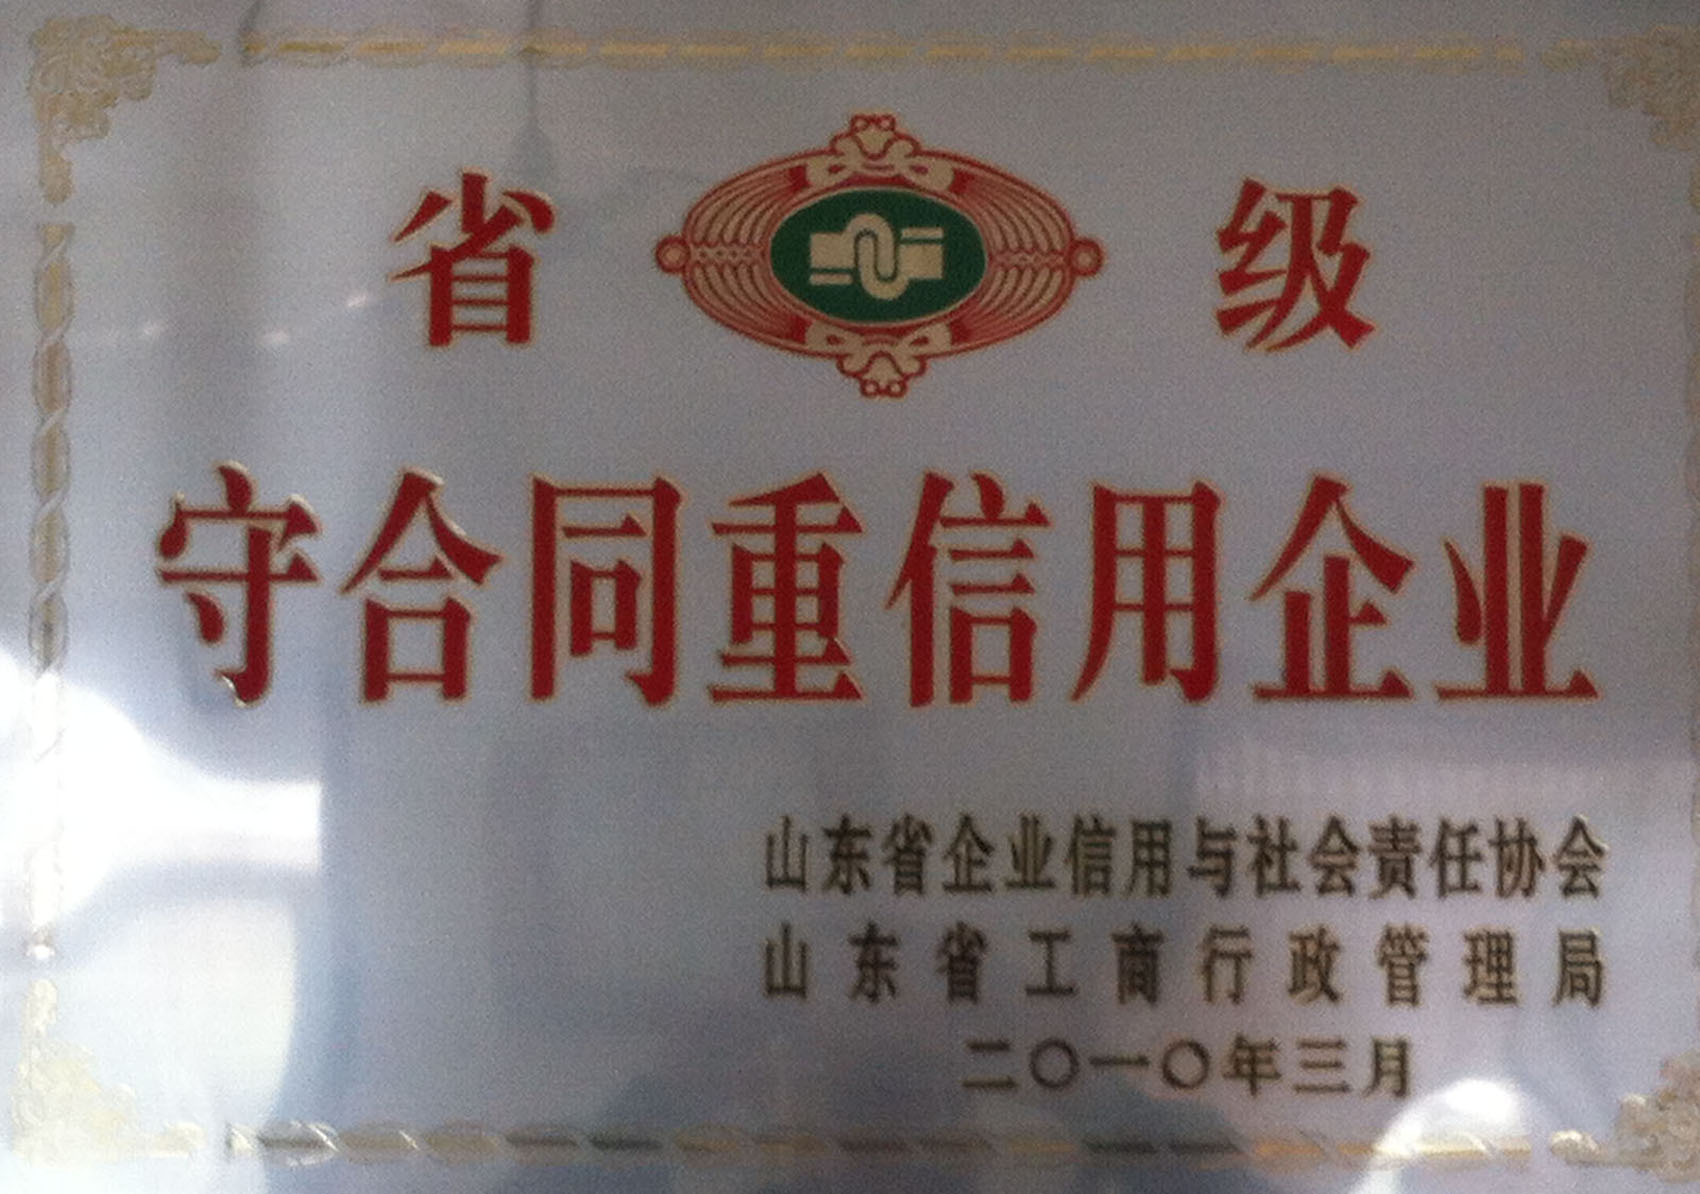 省 级
守合同重信用企业
山东省企业信用与社会责任协会
山东省工商行政管理局
二〇一〇年三月